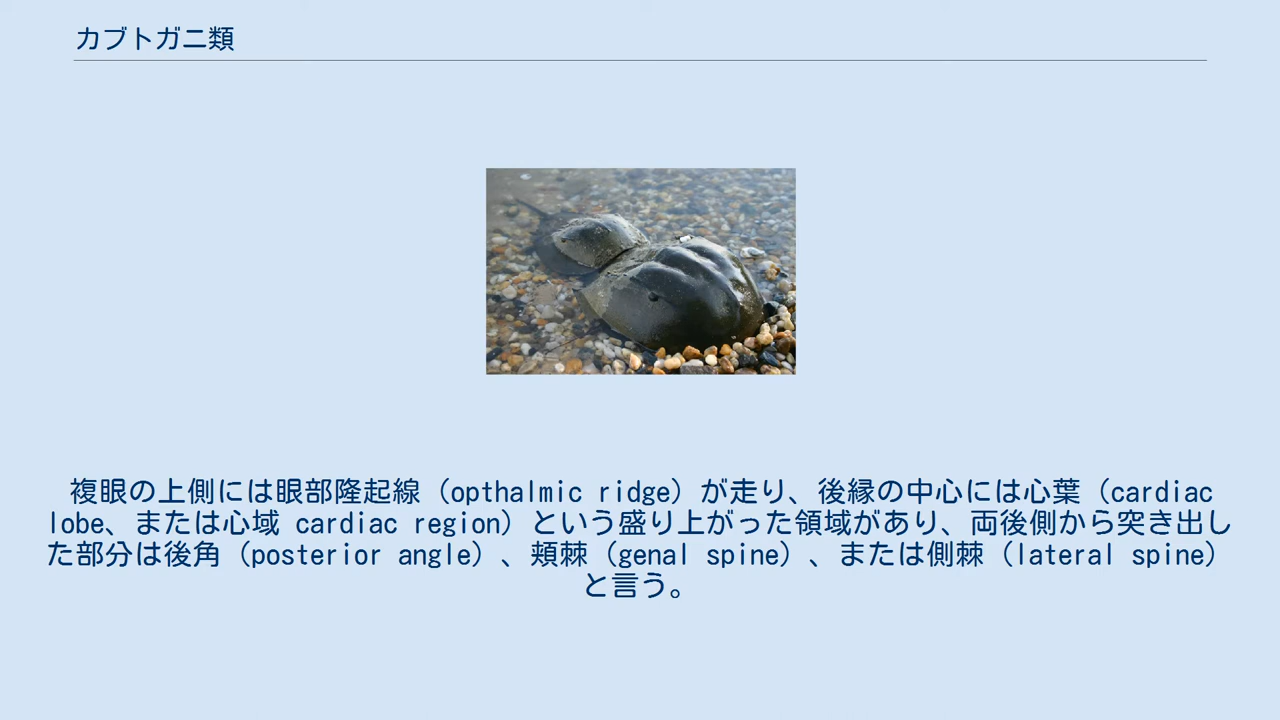 カブトガニ類
複眼の上側には眼部隆起線（opthalmic ridge）が走り、後縁の中心には心葉（cardiac
lobe、または心域 cardiac region）という盛り上がった領域があり、両後側から突き出し
た部分は後角（posterior angle）、頬棘（genal spine）、または側棘（lateral spine）
と言う。